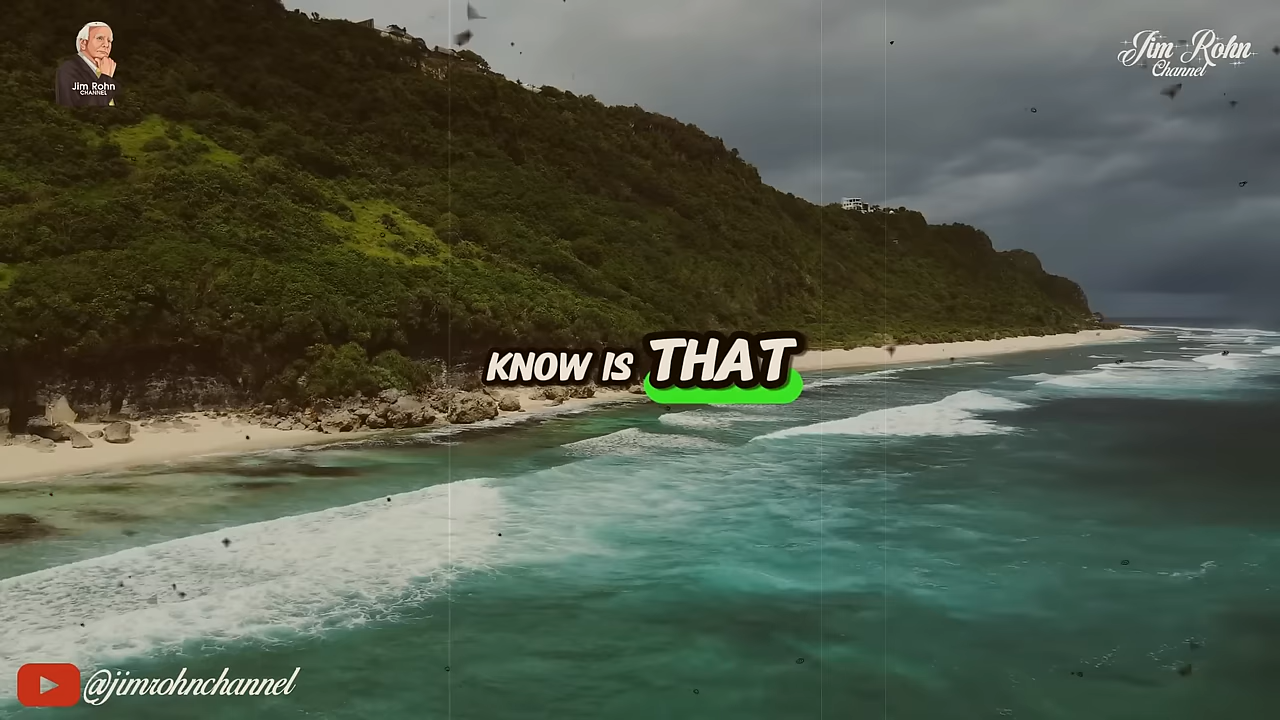 Jim Rohn
CHANNEL
Jim Rohn
Channel
KNOW IS THAT
@jimrohnchannel